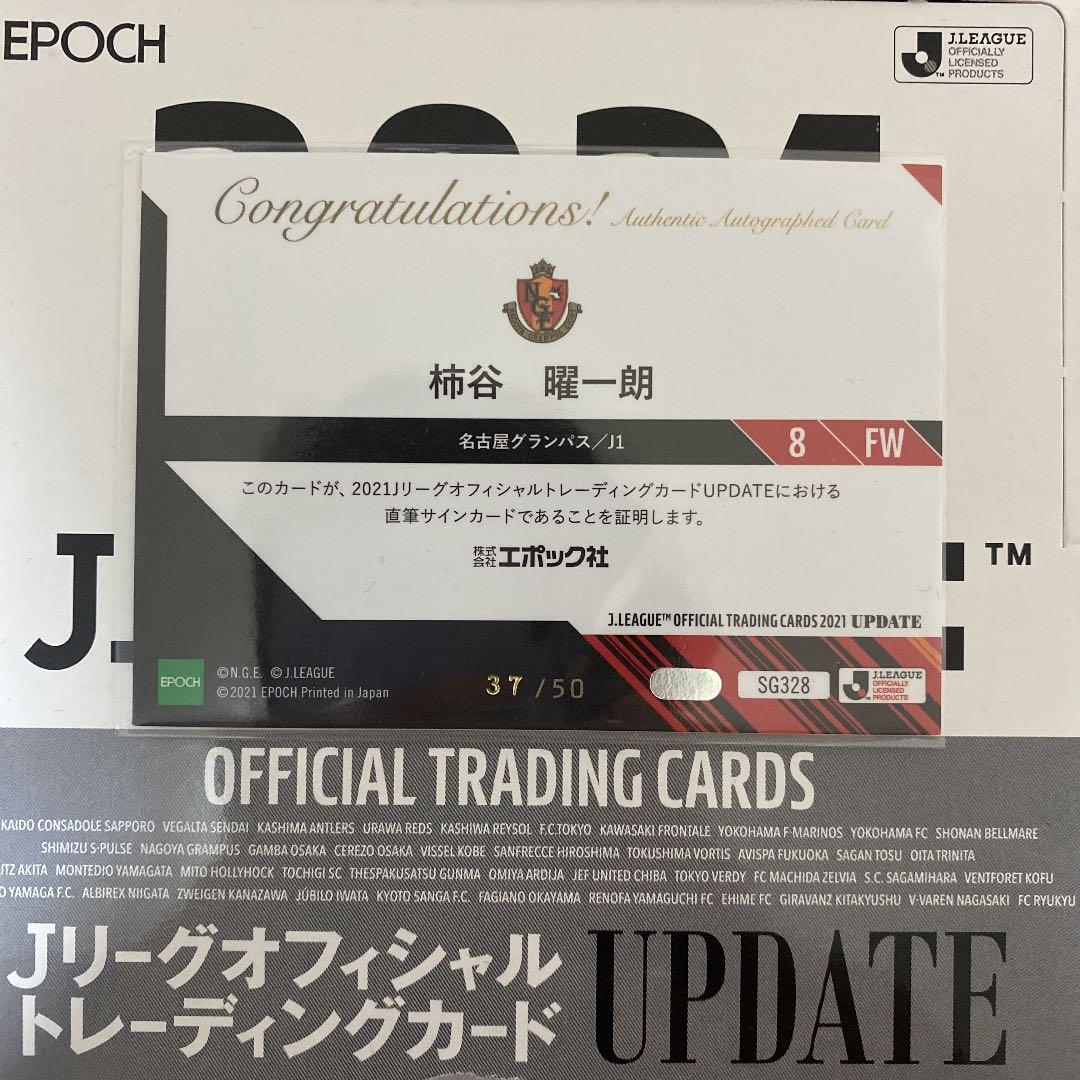 EPOCH
J.LEAGUE
OFFICIALLY
LICENSED
PRODUCTS
TM
Congratulations! Authentic Autographed Card
NGE
NAGOYA GRAMPUS EIGHT
柿谷 曜一朗
名古屋グランパス/J1 8 FW
このカードが、2021JリーグオフィシャルトレーディングカードUPDATEにおける
直筆サインカードであることを証明します。
株式会社エポック社
J.LEAGUE™ OFFICIAL TRADING CARDS 2021 UPDATE
EPOCH
©N.G.E. ©J.LEAGUE
©2021 EPOCH Printed in Japan
37/50
SG328
J.LEAGUE
OFFICIALLY
LICENSED
PRODUCTS
TM
J.
TM
OFFICIAL TRADING CARDS
KAIDO CONSADOLE SAPPORO VEGALTA SENDAI KASHIMA ANTLERS URAWA REDS KASHIWA REYSOL F.C.TOKYO KAWASAKI FRONTALE YOKOHAMA F·MARINOS YOKOHAMA FC SHONAN BELLMARE
SHIMIZU S-PULSE NAGOYA GRAMPUS GAMBA OSAKA CEREZO OSAKA VISSEL KOBE SANFRECCE HIROSHIMA TOKUSHIMA VORTIS AVISPA FUKUOKA SAGAN TOSU OITA TRINITA
UTZ AKITA MONTEDIO YAMAGATA MITO HOLLYHOCK TOCHIGI SC THESPAKUSATSU GUNMA OMIYA ARDIJA JEF UNITED CHIBA TOKYO VERDY FC MACHIDA ZELVIA S.C. SAGAMIHARA VENTFORET KOFU
O YAMAGA F.C. ALBIREX NIIGATA ZWEIGEN KANAZAWA JÚBILO IWATA KYOTO SANGA F.C. FAGIANO OKAYAMA RENOFA YAMAGUCHI FC EHIME FC GIRAVANZ KITAKYUSHU V·VAREN NAGASAKI FC RYUKYU
Jリーグオフィシャル
トレーディングカード
UPDATE